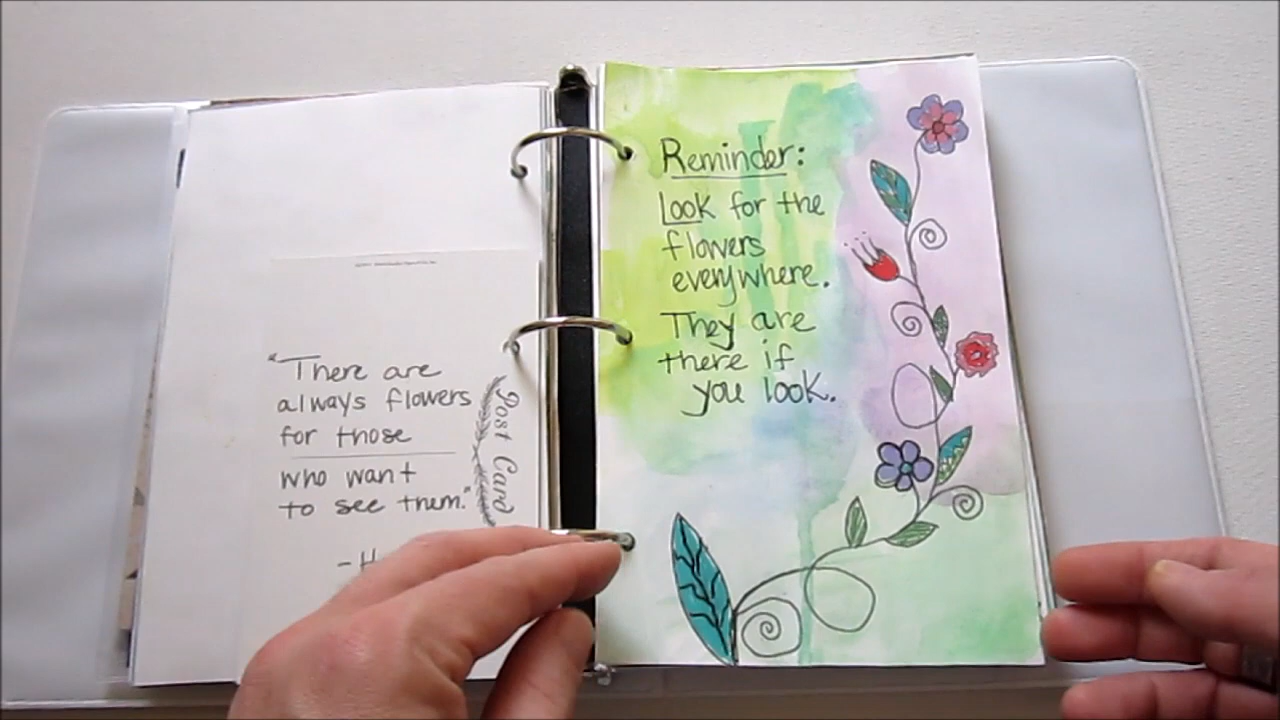 "There are
always flowers
for those
who want
to see them."
-H
Post Card
Reminder:
Look for the
flowers
everywhere.
They are
there if
you look.